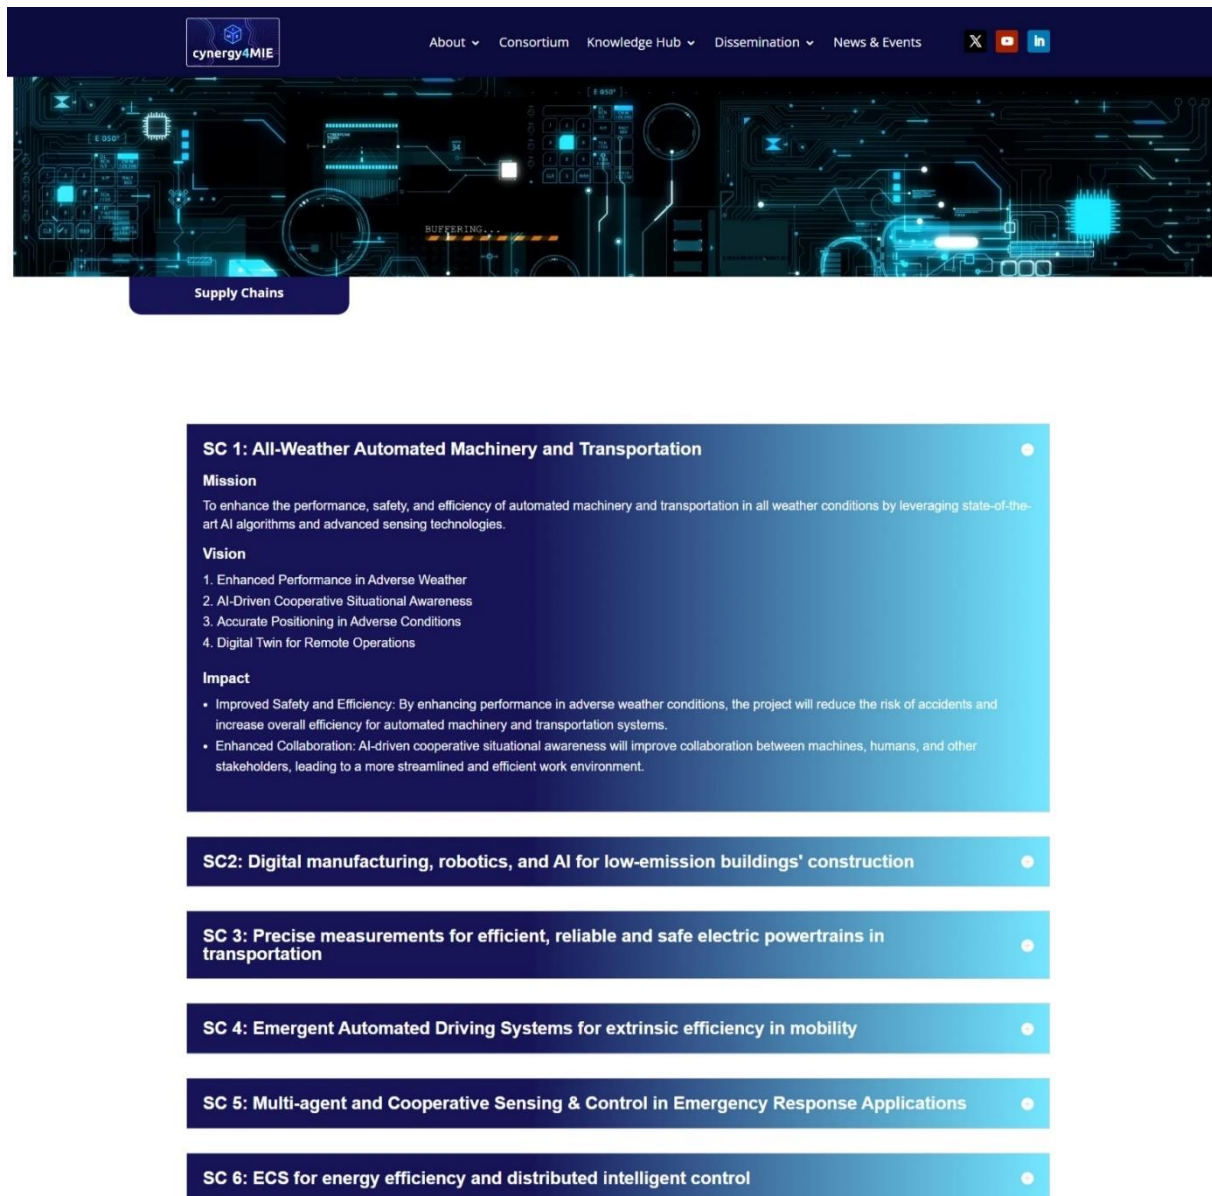 cynergy4MIE
About Consortium Knowledge Hub Dissemination News & Events
[ E 050° ]
[ E 050°
34
BUFFERING...
Supply Chains
SC 1: All-Weather Automated Machinery and Transportation
Mission
To enhance the performance, safety, and efficiency of automated machinery and transportation in all weather conditions by leveraging state-of-the-
art AI algorithms and advanced sensing technologies.
Vision
1. Enhanced Performance in Adverse Weather
2. AI-Driven Cooperative Situational Awareness
3. Accurate Positioning in Adverse Conditions
4. Digital Twin for Remote Operations
Impact
• Improved Safety and Efficiency: By enhancing performance in adverse weather conditions, the project will reduce the risk of accidents and
increase overall efficiency for automated machinery and transportation systems.
• Enhanced Collaboration: AI-driven cooperative situational awareness will improve collaboration between machines, humans, and other
stakeholders, leading to a more streamlined and efficient work environment.
SC2: Digital manufacturing, robotics, and AI for low-emission buildings' construction
SC 3: Precise measurements for efficient, reliable and safe electric powertrains in
transportation
SC 4: Emergent Automated Driving Systems for extrinsic efficiency in mobility
SC 5: Multi-agent and Cooperative Sensing & Control in Emergency Response Applications
SC 6: ECS for energy efficiency and distributed intelligent control